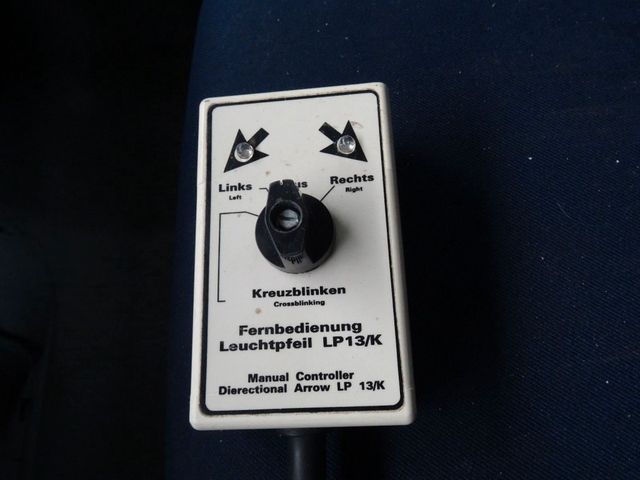 Links
Left
Rechts
Right
Kreuzblinken
Crossblinking
Fernbedienung
Leuchtpfeil LP13/K
Manual Controller
Dierectional Arrow LP 13/K